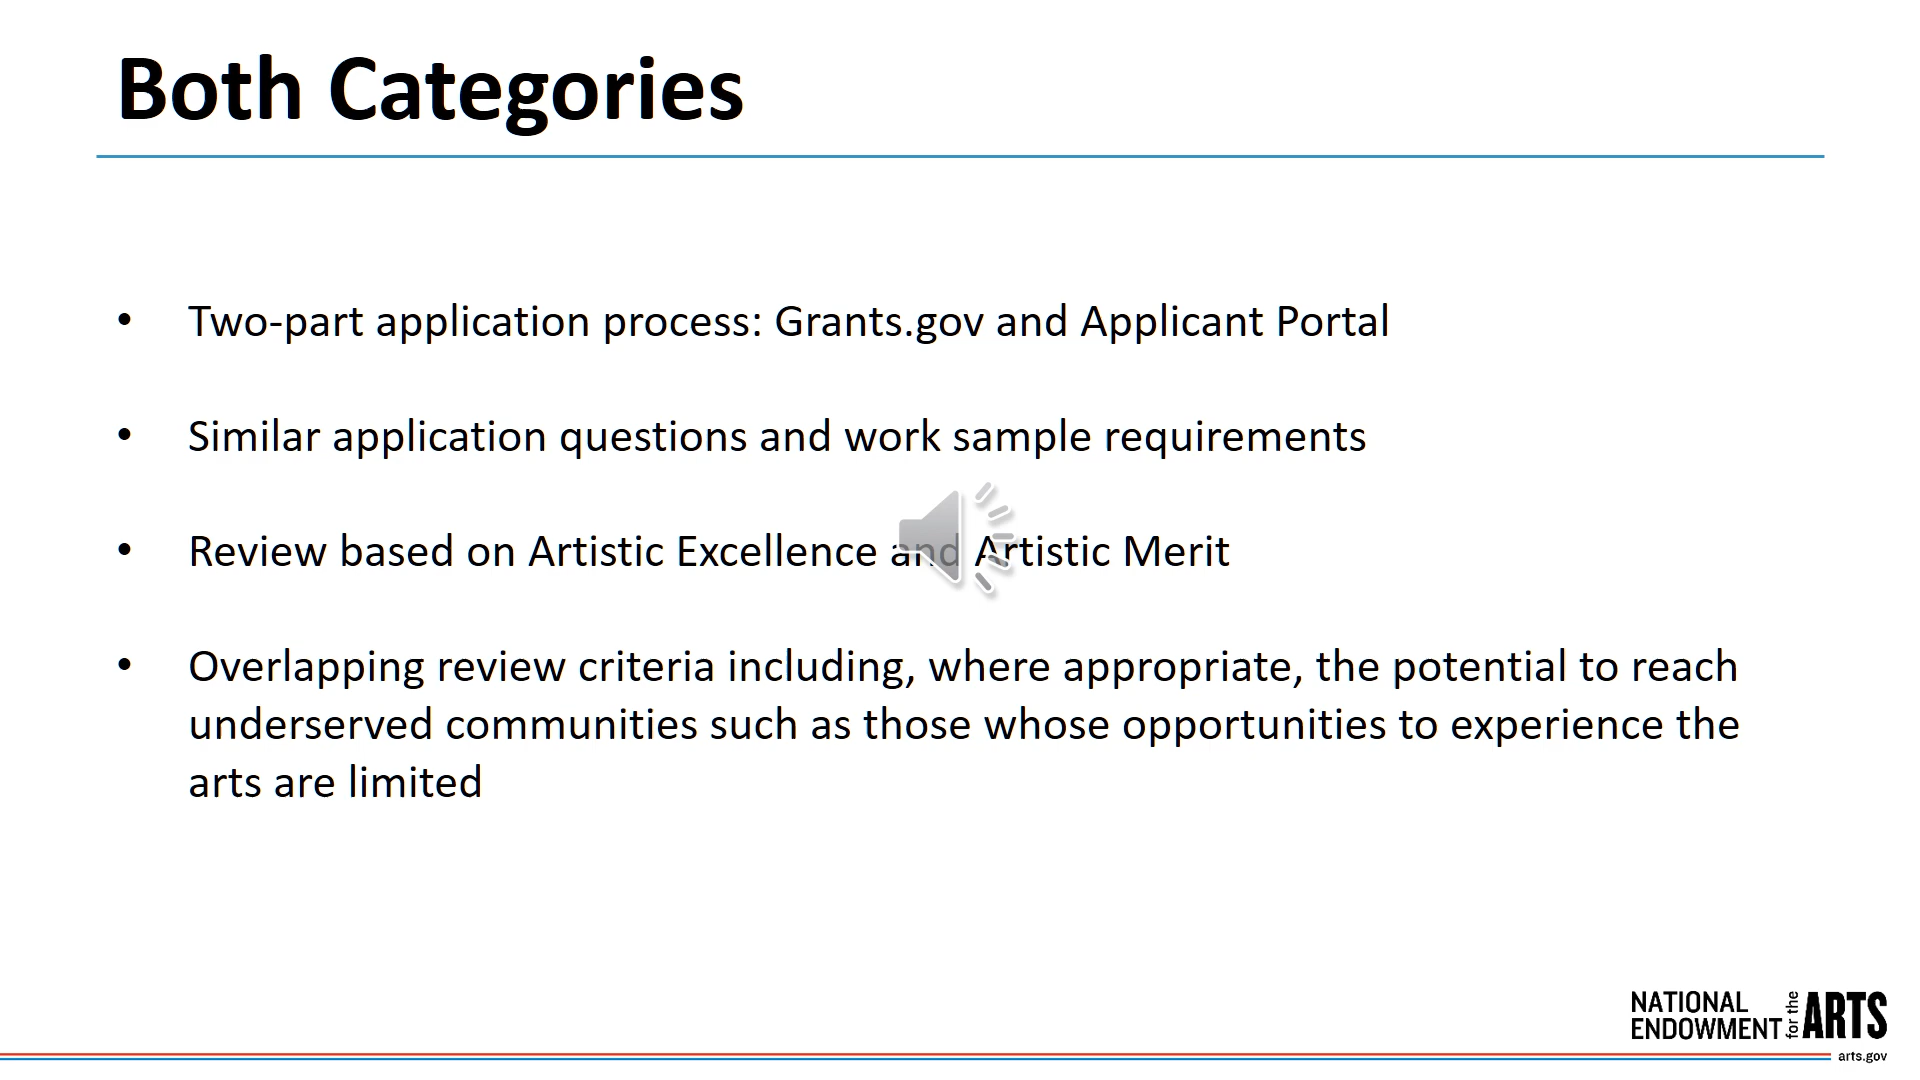 Both Categories
• Two-part application process: Grants.gov and Applicant Portal
• Similar application questions and work sample requirements
• Review based on Artistic Excellence and Artistic Merit
• Overlapping review criteria including, where appropriate, the potential to reach
underserved communities such as those whose opportunities to experience the
arts are limited
NATIONAL
ENDOWMENT
for the
ARTS
arts.gov